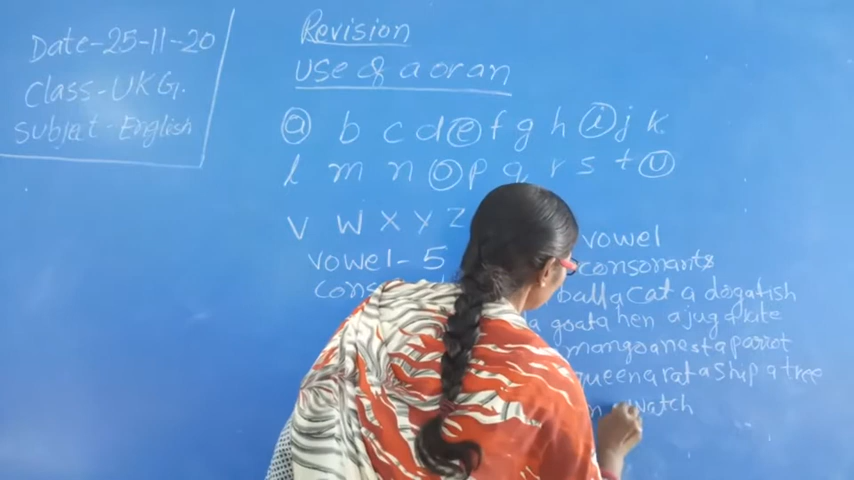 Date-25-11-20
Class-UKG.
Subjet-English
Revision
use of a or an
a b c d e f g h i j k
l m n o p q r s t u
v w x y z
vowel-5
vowel
consonants
ball a cat a dog a fish
a goat a hen a jug a kite
mango a nest a parrot
queen a rat a ship a tree
watch